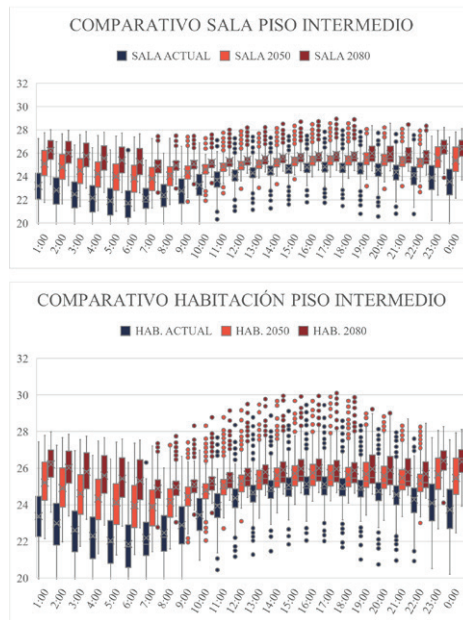 COMPARATIVO SALA PISO INTERMEDIO
SALA ACTUAL SALA 2050 SALA 2080
32
30
28
26
24
22
20
1:00 2:00 3:00 4:00 5:00 6:00 7:00 8:00 9:00 10:00 11:00 12:00 13:00 14:00 15:00 16:00 17:00 18:00 19:00 20:00 21:00 22:00 23:00 0:00
COMPARATIVO HABITACIÓN PISO INTERMEDIO
HAB. ACTUAL HAB. 2050 HAB. 2080
32
30
28
26
24
22
20
1:00 2:00 3:00 4:00 5:00 6:00 7:00 8:00 9:00 10:00 11:00 12:00 13:00 14:00 15:00 16:00 17:00 18:00 19:00 20:00 21:00 22:00 23:00 0:00